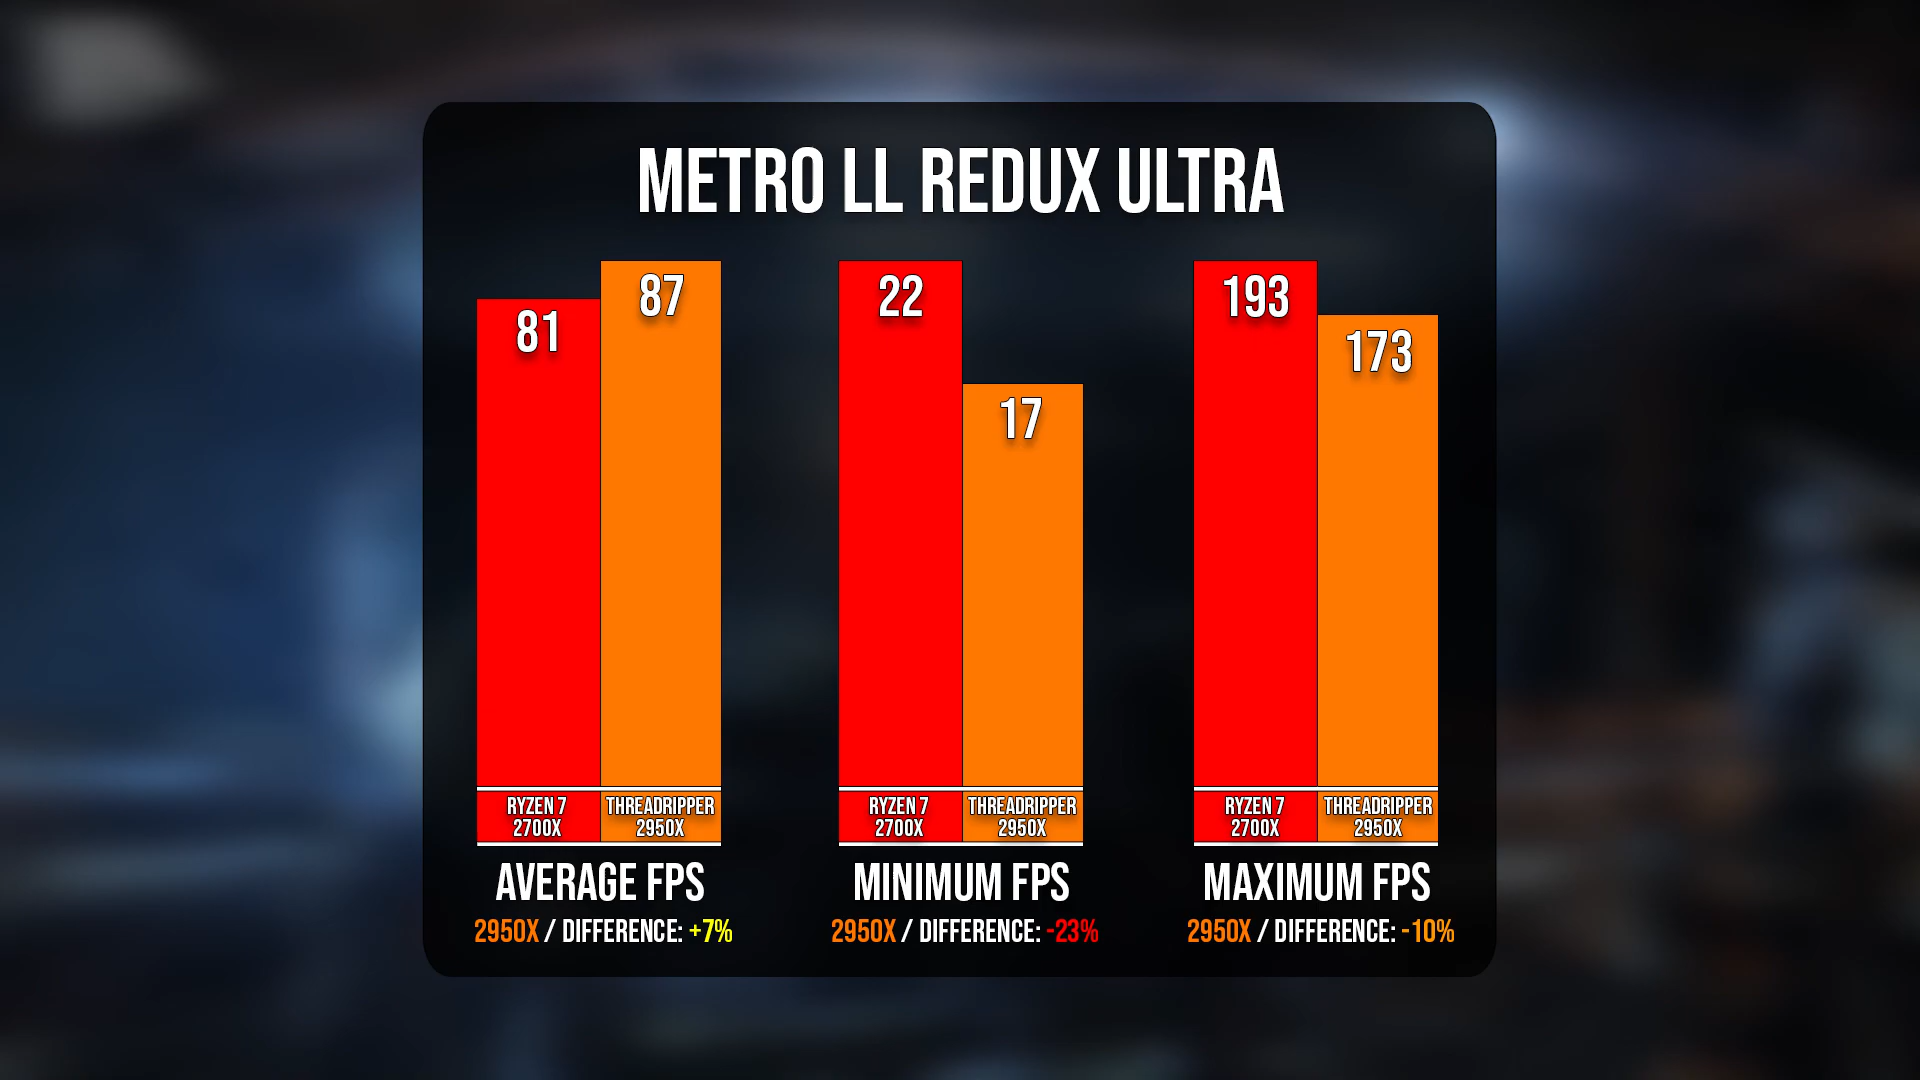 METRO LL REDUX ULTRA
81
87
22
17
193
173
RYZEN 7
2700X
THREADRIPPER
2950X
RYZEN 7
2700X
THREADRIPPER
2950X
RYZEN 7
2700X
THREADRIPPER
2950X
AVERAGE FPS
2950X / DIFFERENCE: +7%
MINIMUM FPS
2950X / DIFFERENCE: -23%
MAXIMUM FPS
2950X / DIFFERENCE: -10%